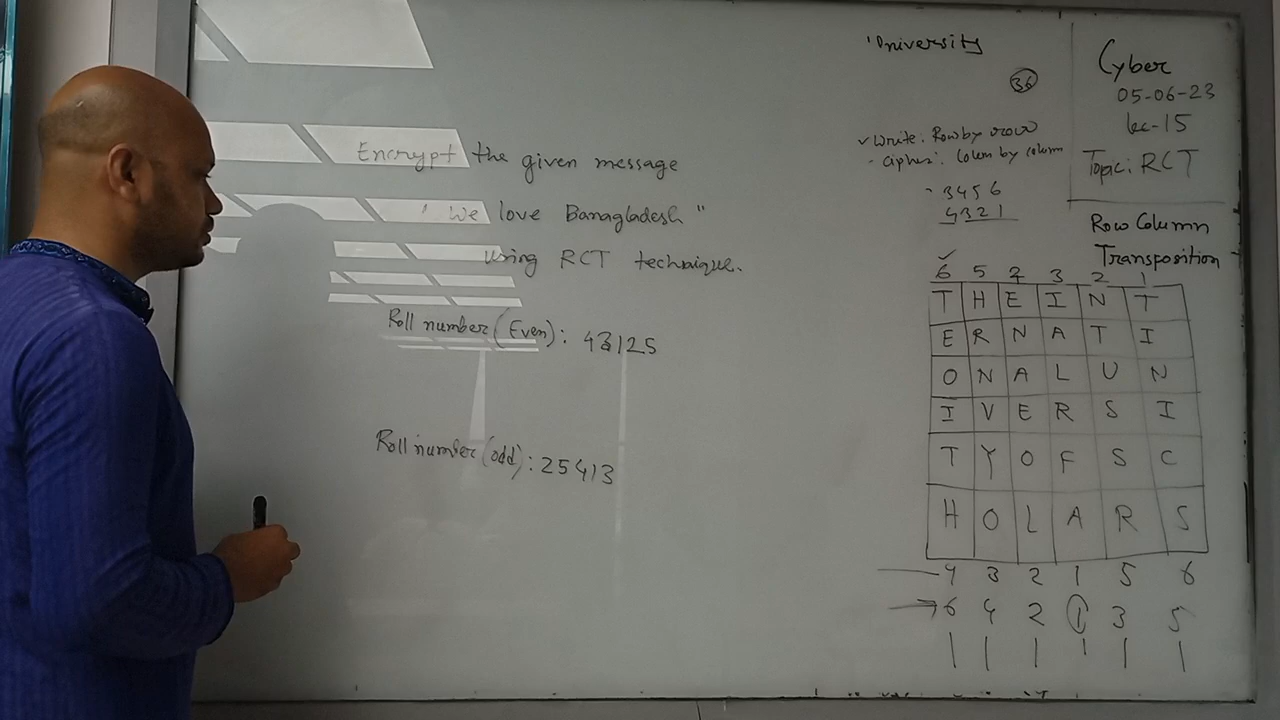 Encrypt the given message
" We love Banagladesh "
using RCT technique.
Roll number (Even): 43125
Roll number (odd): 25413
University
36
Write: Row by row
cipher: Colum by column
3456
4321
Cyber
05-06-23
Lec-15
Topic: RCT
Row Column
Transposition
6 5 4 3 2 1
T H E I N T
E R N A T I
O N A L U N
I V E R S I
T Y O F S C
H O L A R S
4 3 2 1 5 6
6 4 2 1 3 5